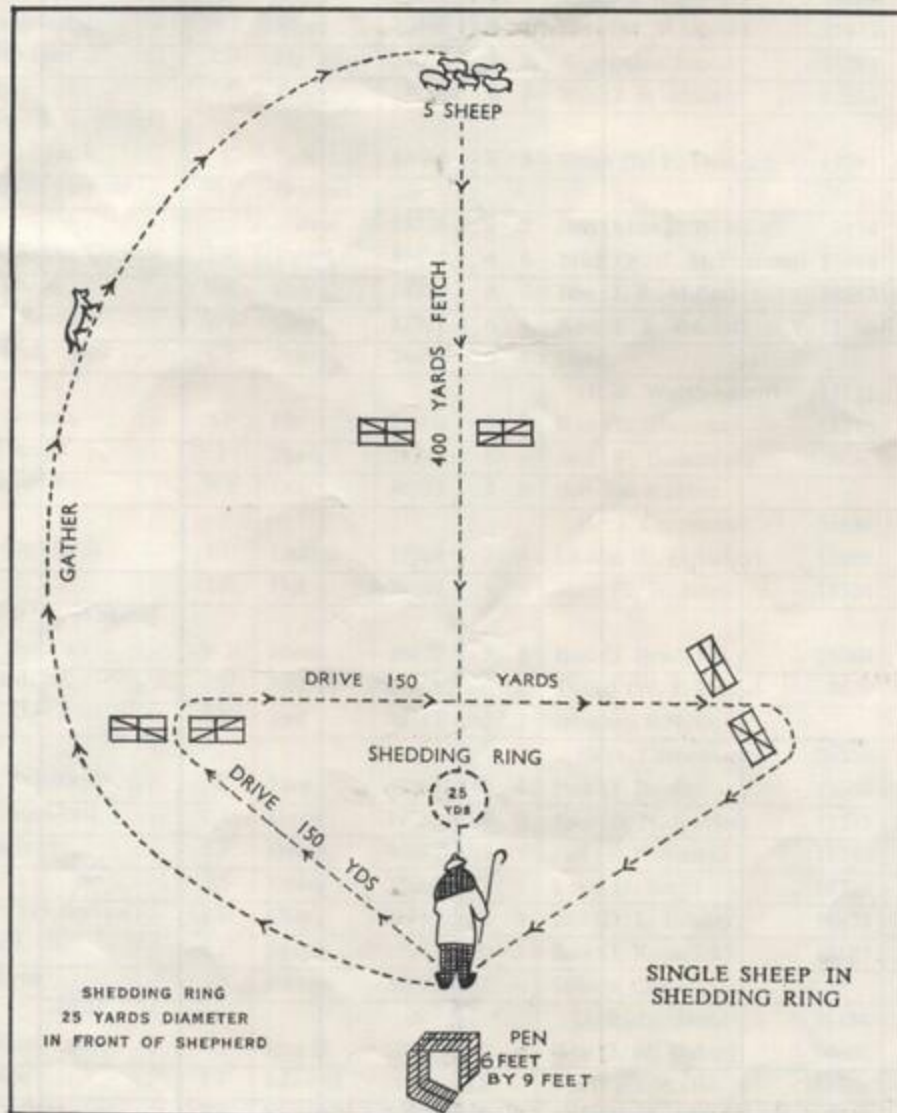 5 SHEEP
400 YARDS FETCH
GATHER
DRIVE 150 YARDS
SHEDDING RING
25
YDS
DRIVE 150 YDS
SHEDDING RING
25 YARDS DIAMETER
IN FRONT OF SHEPHERD
SINGLE SHEEP IN
SHEDDING RING
PEN
6 FEET
BY 9 FEET